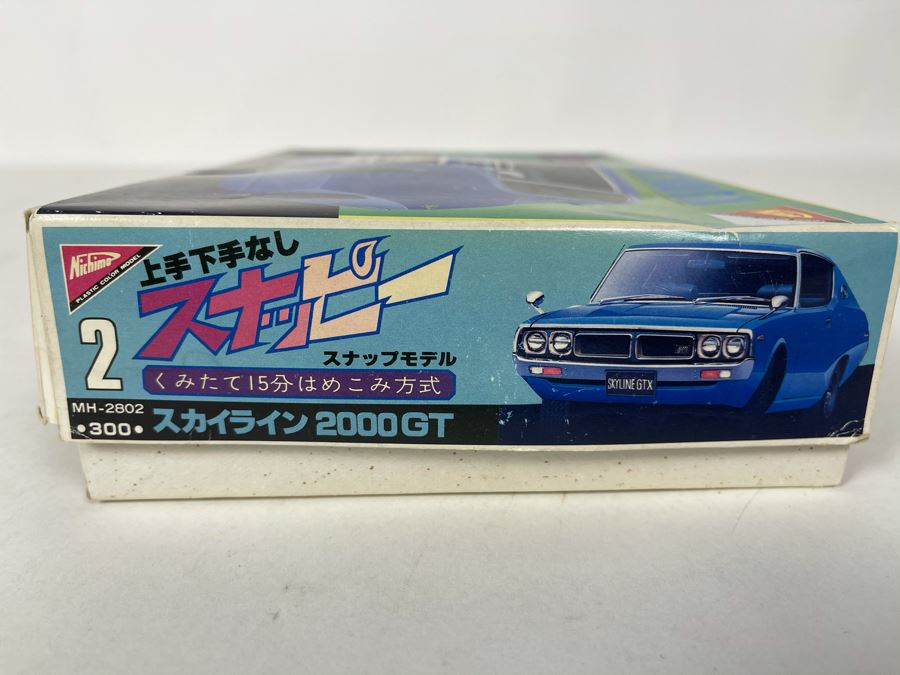 Nichimo
PLASTIC COLOR MODEL
上手下手なし
スナッピー
スナップモデル
2
くみたて15分はめこみ方式
MH-2802
•300•
スカイライン 2000GT
SKYLINE GTX